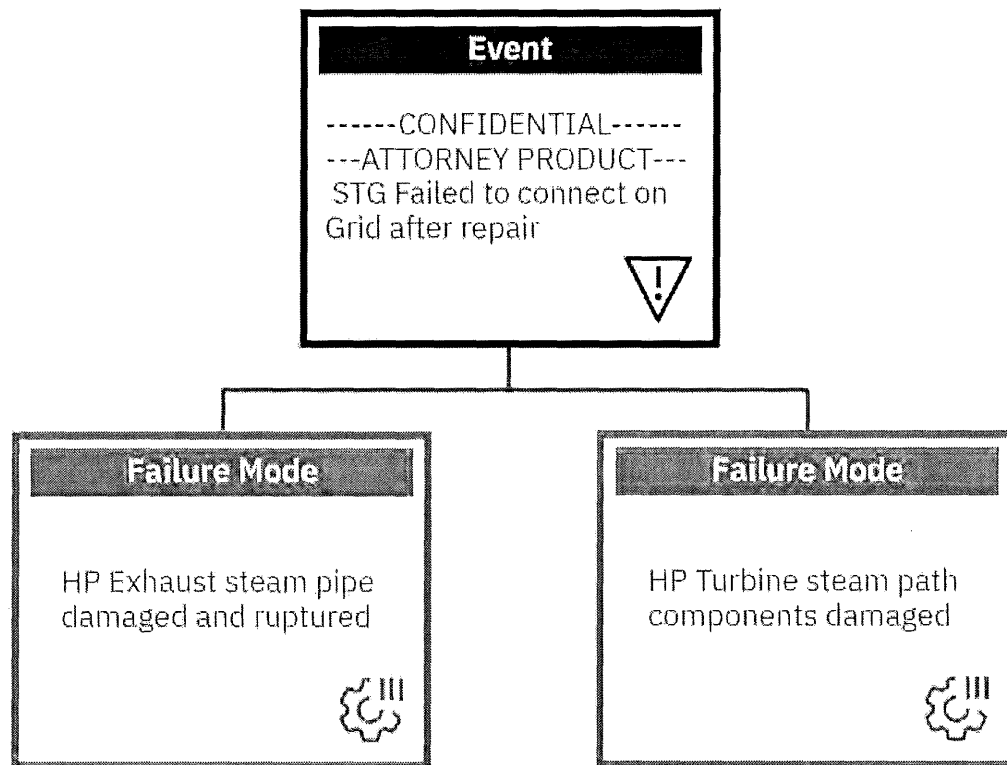 Event
------CONFIDENTIAL------
---ATTORNEY PRODUCT---
STG Failed to connect on
Grid after repair
Failure Mode
HP Exhaust steam pipe
damaged and ruptured
Failure Mode
HP Turbine steam path
components damaged